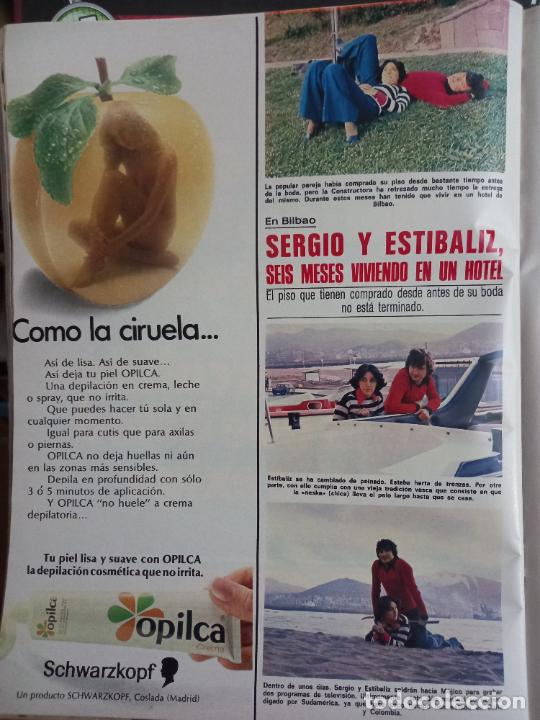 Como la ciruela...
Así de lisa. Así de suave...
Así deja tu piel OPILCA.
Una depilación en crema, leche
o spray, que no irrita.
Que puedes hacer tú sola y en
cualquier momento.
Igual para cutis que para axilas
o piernas.
OPILCA no deja huellas ni aún
en las zonas más sensibles.
Depila en profundidad con sólo
3 ó 5 minutos de aplicación.
Y OPILCA "no huele" a crema
depilatoria...
Tu piel lisa y suave con OPILCA
la depilación cosmética que no irrita.
opilca
opilca
Crema
Schwarzkopf
Un producto SCHWARZKOPF, Coslada (Madrid)
La popular pareja había comprado su piso desde bastante tiempo antes
de la boda, pero la Constructora ha retrasado mucho tiempo la entrega
del mismo. Durante estos meses han tenido que vivir en un hotel de
Bilbao.
En Bilbao
SERGIO Y ESTIBALIZ,
SEIS MESES VIVIENDO EN UN HOTEL
El piso que tienen comprado desde antes de su boda
no está terminado.
Estíbaliz se ha cambiado de peinado. Estaba harta de trenzas. Por otra
parte, con ello cumplía con una vieja tradición vasca que consiste en que
la «neska» (chica) lleva el pelo largo hasta que se casa.
Dentro de unos días, Sergio y Estíbaliz saldrán hacia Méjico para grabar
dos programas de televisión.
digado por Sudamérica, ya que
y Colombia.
todocoleccion